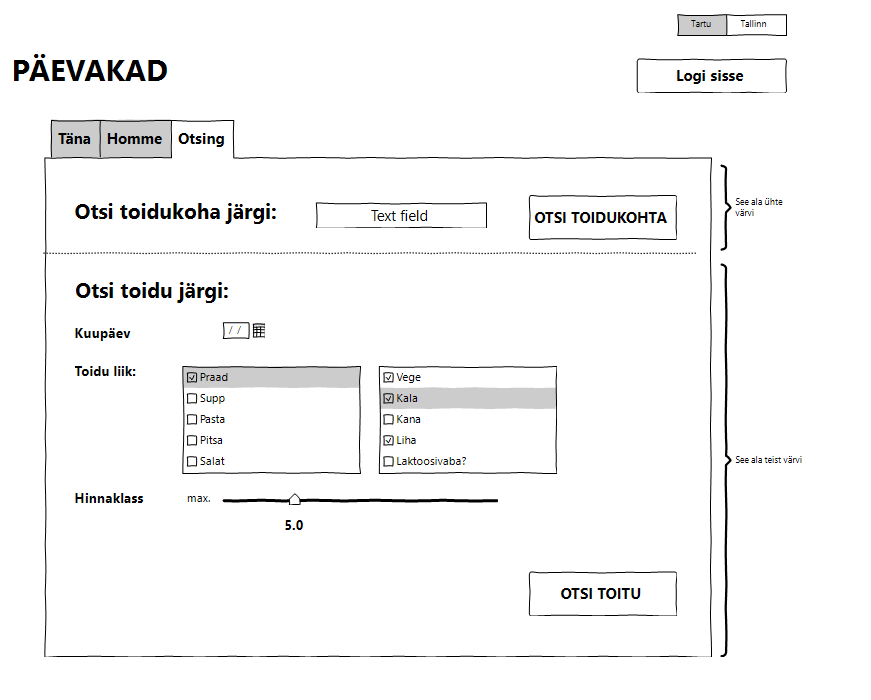 Tartu Tallinn
PÄEVAKAD
Logi sisse
Täna Homme Otsing
Otsi toidukoha järgi: Text field OTSI TOIDUKOHTA
See ala ühte
värvi
Otsi toidu järgi:
Kuupäev / /
Toidu liik:
Praad
Supp
Pasta
Pitsa
Salat
Vege
Kala
Kana
Liha
Laktoosivaba?
See ala teist värvi
Hinnaklass max.
5.0
OTSI TOITU